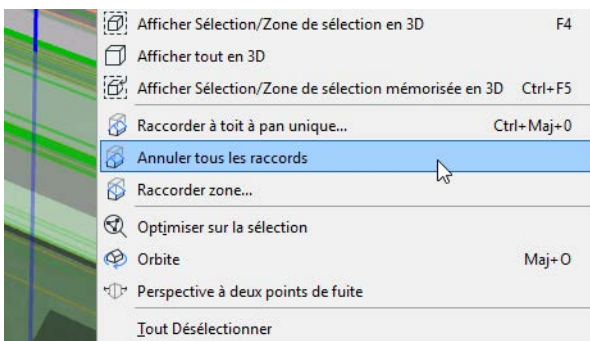 Afficher Sélection/Zone de sélection en 3D F4
Afficher tout en 3D
Afficher Sélection/Zone de sélection mémorisée en 3D Ctrl+F5
Raccorder à toit à pan unique... Ctrl+Maj+0
Annuler tous les raccords
Raccorder zone...
Optimiser sur la sélection
Orbite Maj+O
Perspective à deux points de fuite
Tout Désélectionner